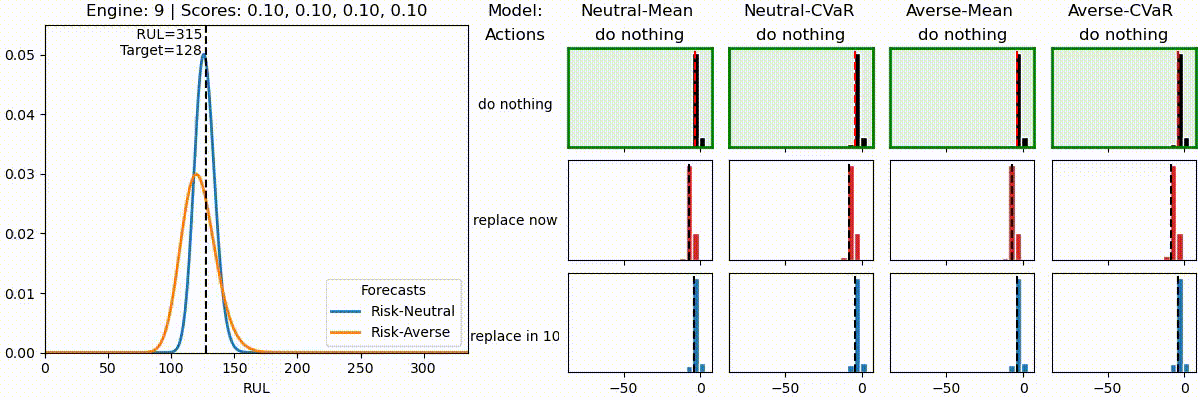 Engine: 9 | Scores: 0.10, 0.10, 0.10, 0.10
Model:
Neutral-Mean
Neutral-CVaR
Averse-Mean
Averse-CVaR
Actions
do nothing
do nothing
do nothing
do nothing
RUL=315
Target=128
0.05
0.04
0.03
0.02
0.01
0.00
Forecasts
Risk-Neutral
Risk-Averse
0
50
100
150
200
250
300
RUL
do nothing
replace now
replace in 10
−50
0
−50
0
−50
0
−50
0